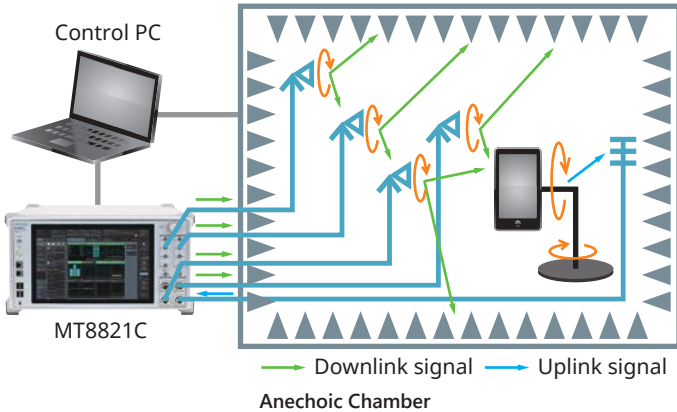 Control PC
MT8821C
Downlink signal
Uplink signal
Anechoic Chamber